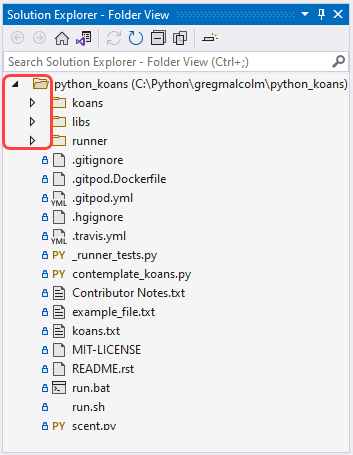 Solution Explorer - Folder View
Search Solution Explorer - Folder View (Ctrl+;)
python_koans (C:\Python\gregmalcolm\python_koans)
koans
libs
runner
.gitignore
.gitpod.Dockerfile
YML .gitpod.yml
.hgignore
YML .travis.yml
PY _runner_tests.py
PY contemplate_koans.py
Contributor Notes.txt
example_file.txt
koans.txt
MIT-LICENSE
README.rst
run.bat
run.sh
PY scent.py